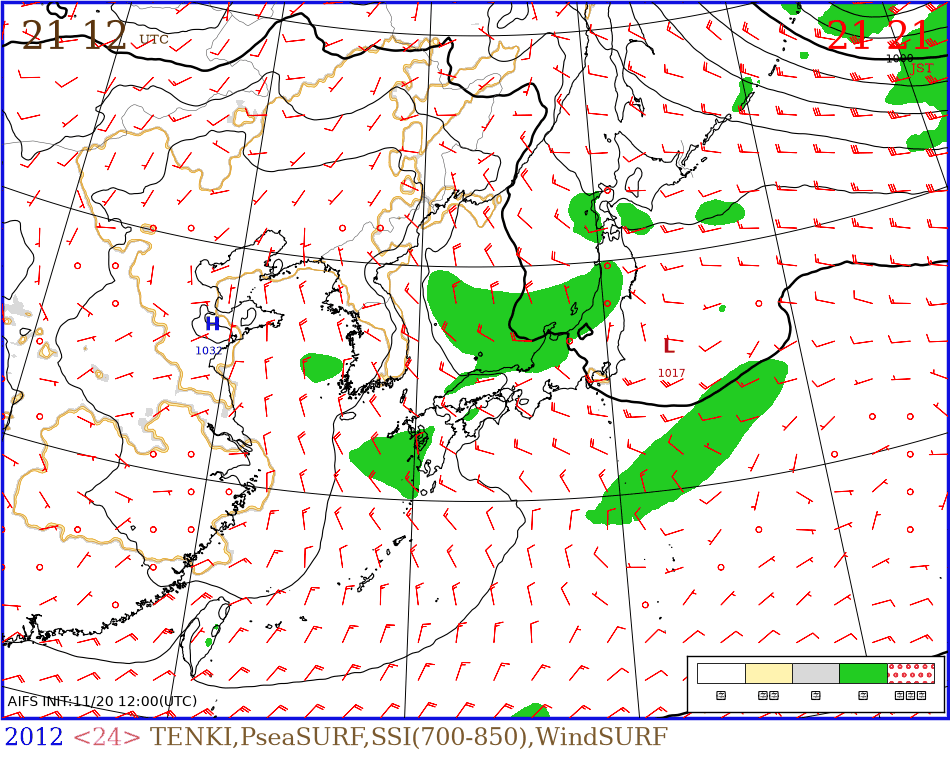 21 12 UTC
21 21 JST
1000
H
1032
L
1017
AIFS INIT:11/20 12:00(UTC)
2012 <24> TENKI,PseaSURF,SSI(700-850),WindSURF